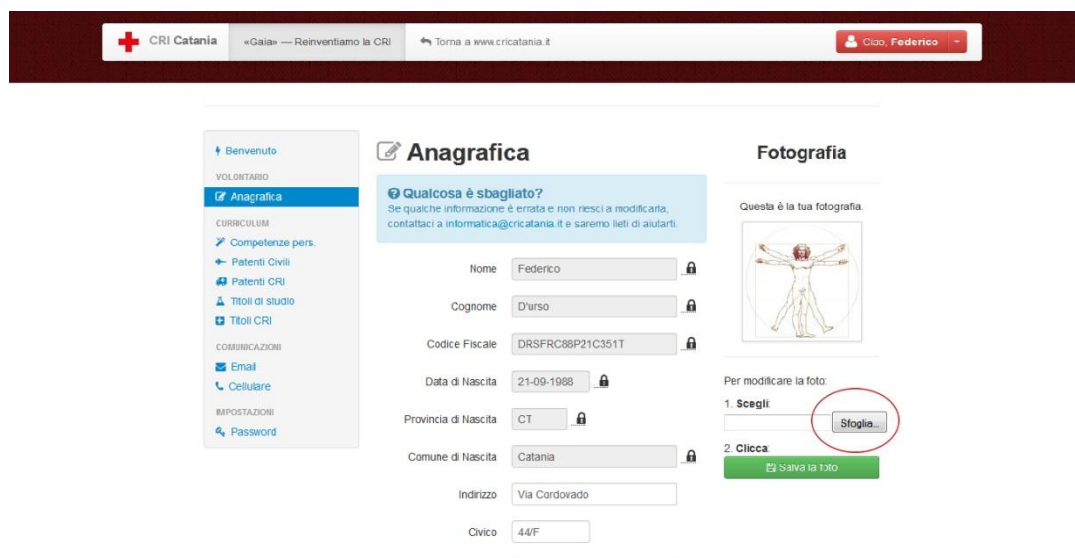 CRI Catania
«Gaia» — Reinventiamo la CRI
Torna a www.cricatania.it
Ciao, Federico
Benvenuto
VOLONTARIO
Anagrafica
CURRICULUM
Competenze pers.
Patenti Civili
Patenti CRI
Titoli di studio
Titoli CRI
COMUNICAZIONI
Email
Cellulare
IMPOSTAZIONI
Password
Anagrafica
Qualcosa è sbagliato?
Se qualche informazione è errata e non riesci a modificarla,
contattaci a informatica@cricatania.it e saremo lieti di aiutarti.
Nome Federico
Cognome D'urso
Codice Fiscale DRSFRC88P21C351T
Data di Nascita 21-09-1988
Provincia di Nascita CT
Comune di Nascita Catania
Indirizzo Via Cordovado
Civico 44/F
Fotografia
Questa è la tua fotografia.
Per modificare la foto:
1. Scegli:
Sfoglia...
2. Clicca:
Salva la foto